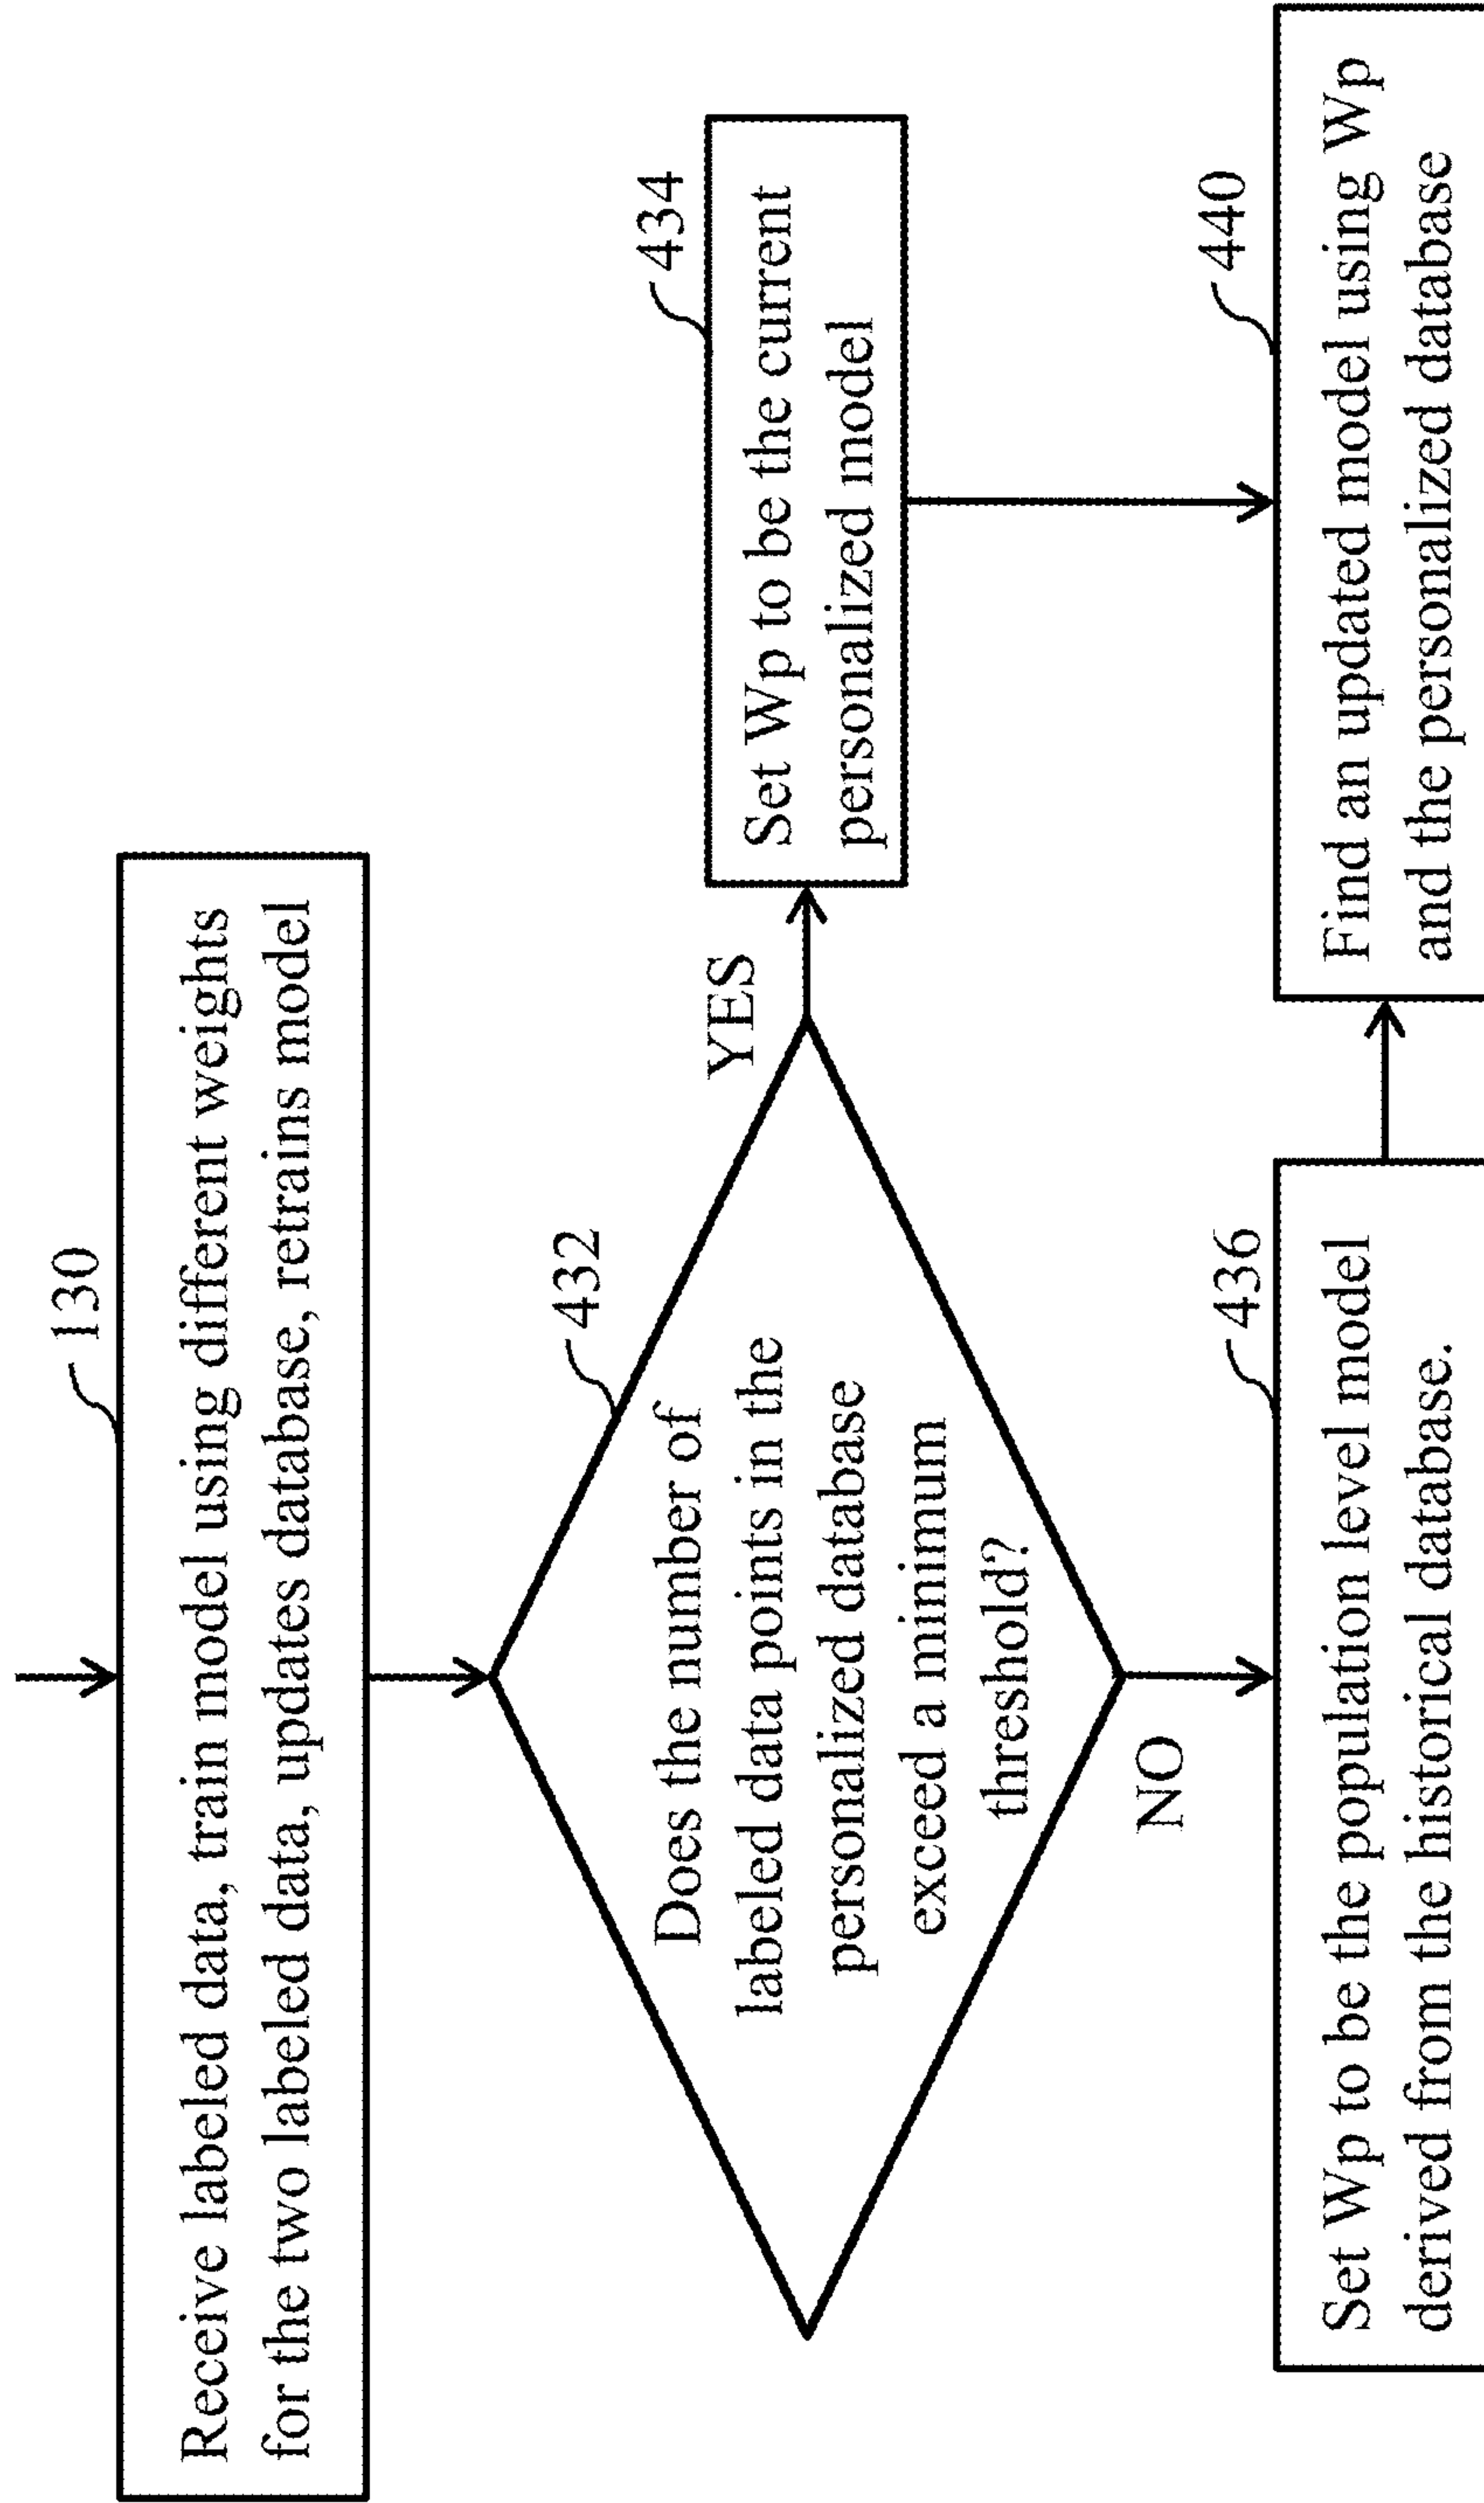 130
Receive labeled data, train model using different weights
for the two labeled data, updates database, retrains model
432
Does the number of
labeled data points in the
personalized database
exceed a minimum
threshold?
YES
434
Set Wp to be the current
personalized model
NO
436
Set Wp to be the population level model
derived from the historical database.
440
Find an updated model using Wp
and the personalized database